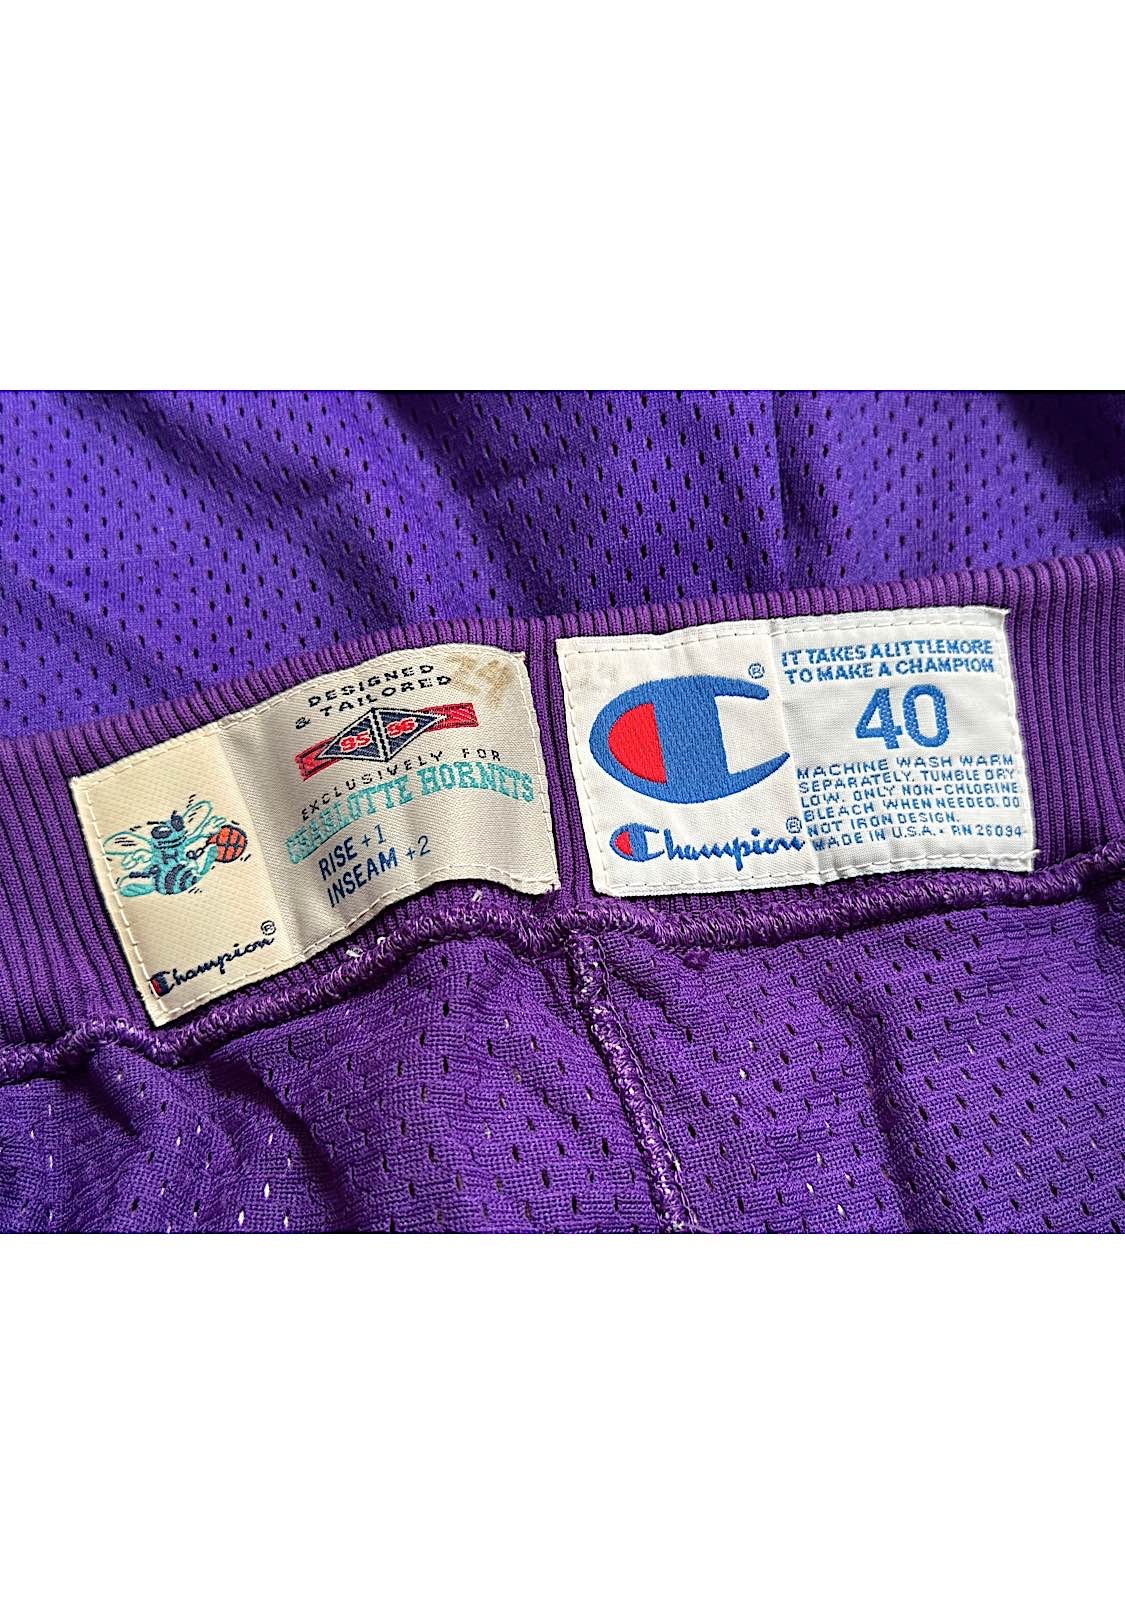 DESIGNED
& TAILORED
24
95 96
EXCLUSIVELY FOR
CHARLOTTE HORNETS
RISE +1
INSEAM +2
Champion®
®
IT TAKES A LITTLE MORE
TO MAKE A CHAMPION
40
MACHINE WASH WARM
SEPARATELY. TUMBLE DRY
LOW. ONLY NON-CHLORINE
BLEACH WHEN NEEDED. DO
NOT IRON DESIGN.
MADE IN U.S.A. • RN 26094
Champion®